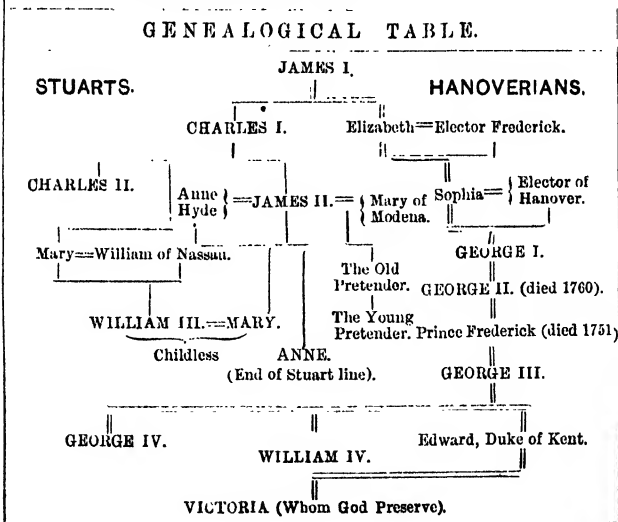 GENEALOGICAL TABLE.
JAMES I.
STUARTS.
HANOVERIANS.
CHARLES I.
Elizabeth=Elector Frederick.
CHARLES II.
Anne
Hyde
=JAMES II.=
Mary of
Modena.
Sophia=
Elector of
Hanover.
Mary=William of Nassau.
The Old
Pretender.
GEORGE I.
GEORGE II. (died 1760).
WILLIAM III.=MARY.
The Young
Pretender.
Prince Frederick (died 1751)
Childless
ANNE.
(End of Stuart line).
GEORGE III.
GEORGE IV.
WILLIAM IV.
Edward, Duke of Kent.
VICTORIA (Whom God Preserve).